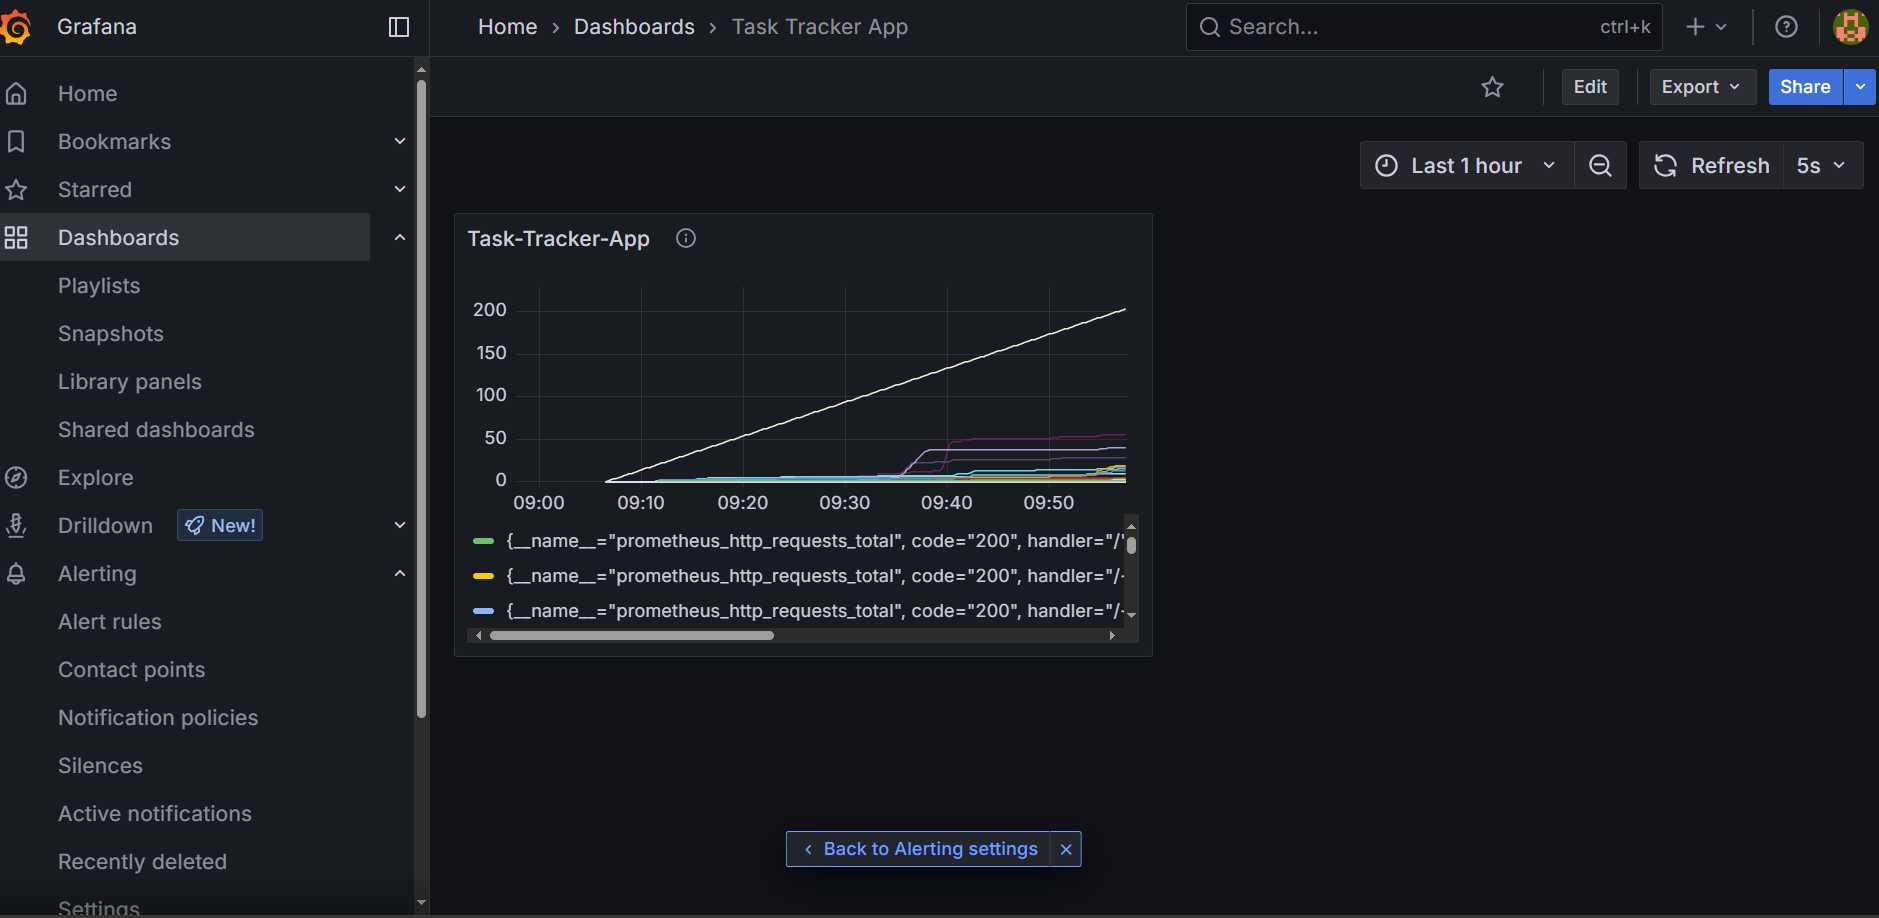 Grafana
Home › Dashboards › Task Tracker App
Search...
ctrl+k
Edit
Export
Share
Home
Bookmarks
Starred
Dashboards
Playlists
Snapshots
Library panels
Shared dashboards
Explore
Drilldown
New!
Alerting
Alert rules
Contact points
Notification policies
Silences
Active notifications
Recently deleted
Settings
Last 1 hour
Refresh
5s
Task-Tracker-App
200
150
100
50
0
09:00 09:10 09:20 09:30 09:40 09:50
{__name__="prometheus_http_requests_total", code="200", handler="/"
{__name__="prometheus_http_requests_total", code="200", handler="/-
{__name__="prometheus_http_requests_total", code="200", handler="/-
Back to Alerting settings